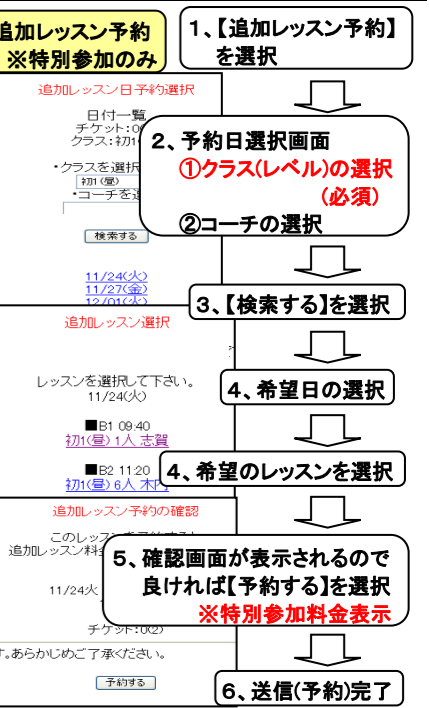 追加レッスン予約
※特別参加のみ
1、【追加レッスン予約】
を選択
追加レッスン日予約選択
日付一覧
チケット:0(
クラス:初1(
・クラスを選択
初1(昼)
・コーチを選
検索する
11/24(火)
11/27(金)
12/01(火)
2、予約日選択画面
①クラス(レベル)の選択
(必須)
②コーチの選択
3、【検索する】を選択
追加レッスン選択
レッスンを選択して下さい。
11/24(火)
■B1 09:40
初1(昼) 1人 志賀
■B2 11:20
初1(昼) 6人 木内
4、希望日の選択
4、希望のレッスンを選択
追加レッスン予約の確認
このレッスン
追加レッスン料
11/24火
チケット:0(2)
す。あらかじめご了承ください。
予約する
5、確認画面が表示されるので
良ければ【予約する】を選択
※特別参加料金表示
6、送信(予約)完了